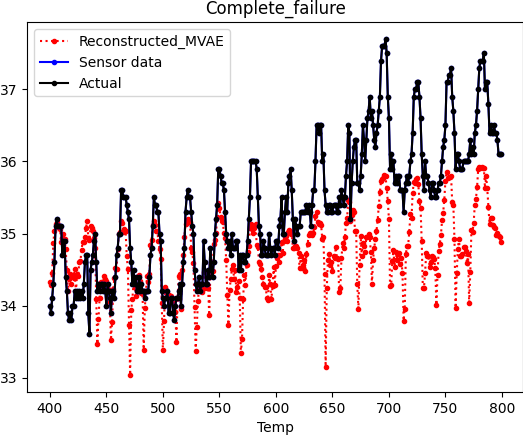 Complete_failure
Reconstructed_MVAE
Sensor data
Actual
37
36
35
34
33
400 450 500 550 600 650 700 750 800
Temp